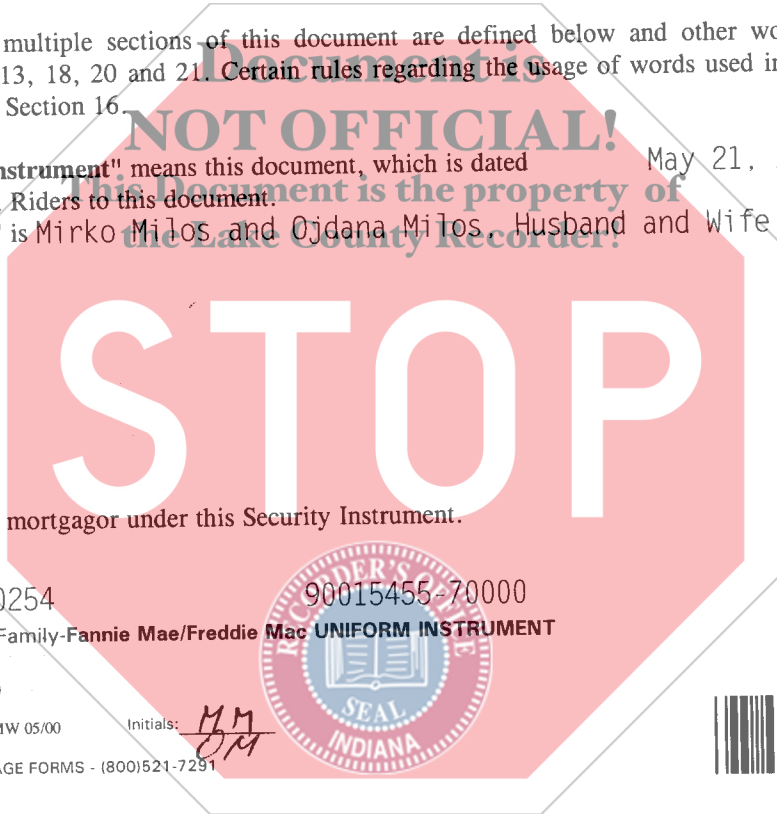 multiple sections of this document are defined below and other wo
13, 18, 20 and 21. Certain rules regarding the usage of words used in
Section 16.
Document is
NOT OFFICIAL!
This Document is the property of
the Lake County Recorder!
nstrument" means this document, which is dated May 21,
Riders to this document.
" is Mirko Milos and Ojdana Milos, Husband and Wife
STOP
mortgagor under this Security Instrument.
0254 90015455-70000
Family-Fannie Mae/Freddie Mac UNIFORM INSTRUMENT
RECORDER'S OFFICE
SEAL
INDIANA
MW 05/00 Initials: MM
OM
AGE FORMS - (800)521-7291